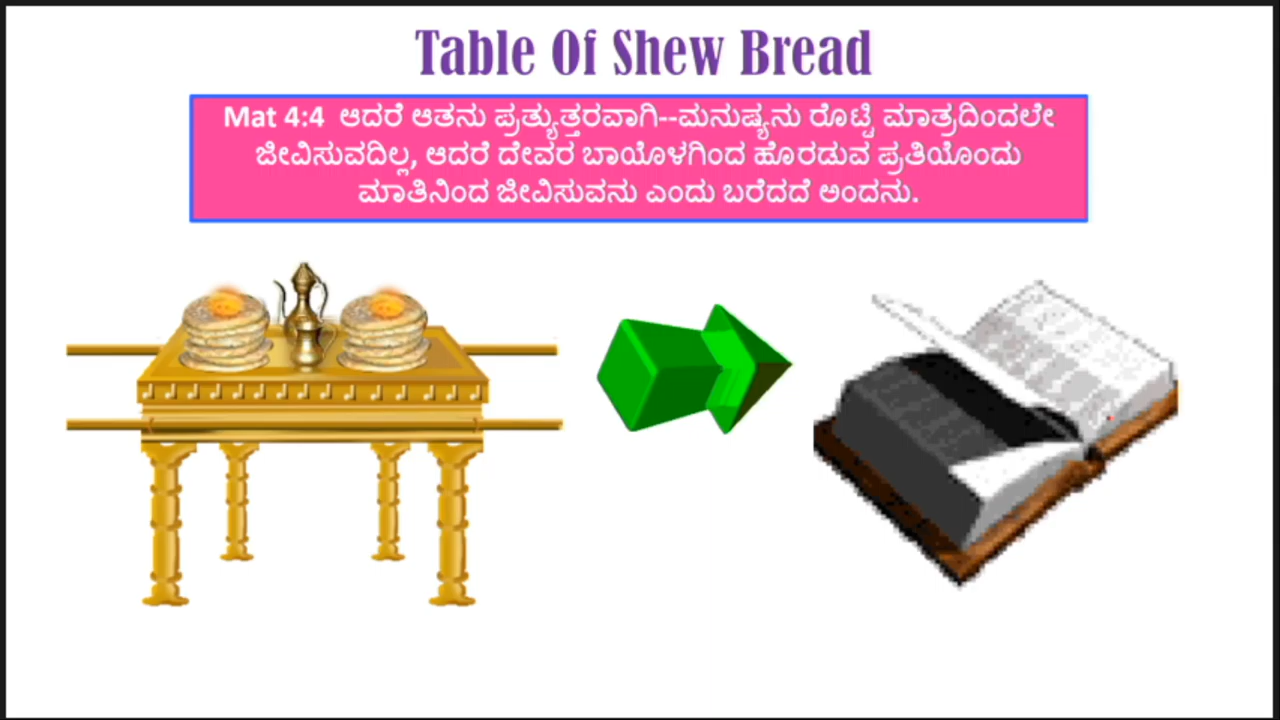 Table Of Shew Bread
Mat 4:4 ಆದರೆ ಆತನು ಪ್ರತ್ಯುತ್ತರವಾಗಿ--ಮನುಷ್ಯನು ರೊಟ್ಟಿ ಮಾತ್ರದಿಂದಲೇ
ಜೀವಿಸುವದಿಲ್ಲ, ಆದರೆ ದೇವರ ಬಾಯೊಳಗಿಂದ ಹೊರಡುವ ಪ್ರತಿಯೊಂದು
ಮಾತಿನಿಂದ ಜೀವಿಸುವನು ಎಂದು ಬರೆದದೆ ಅಂದನು.